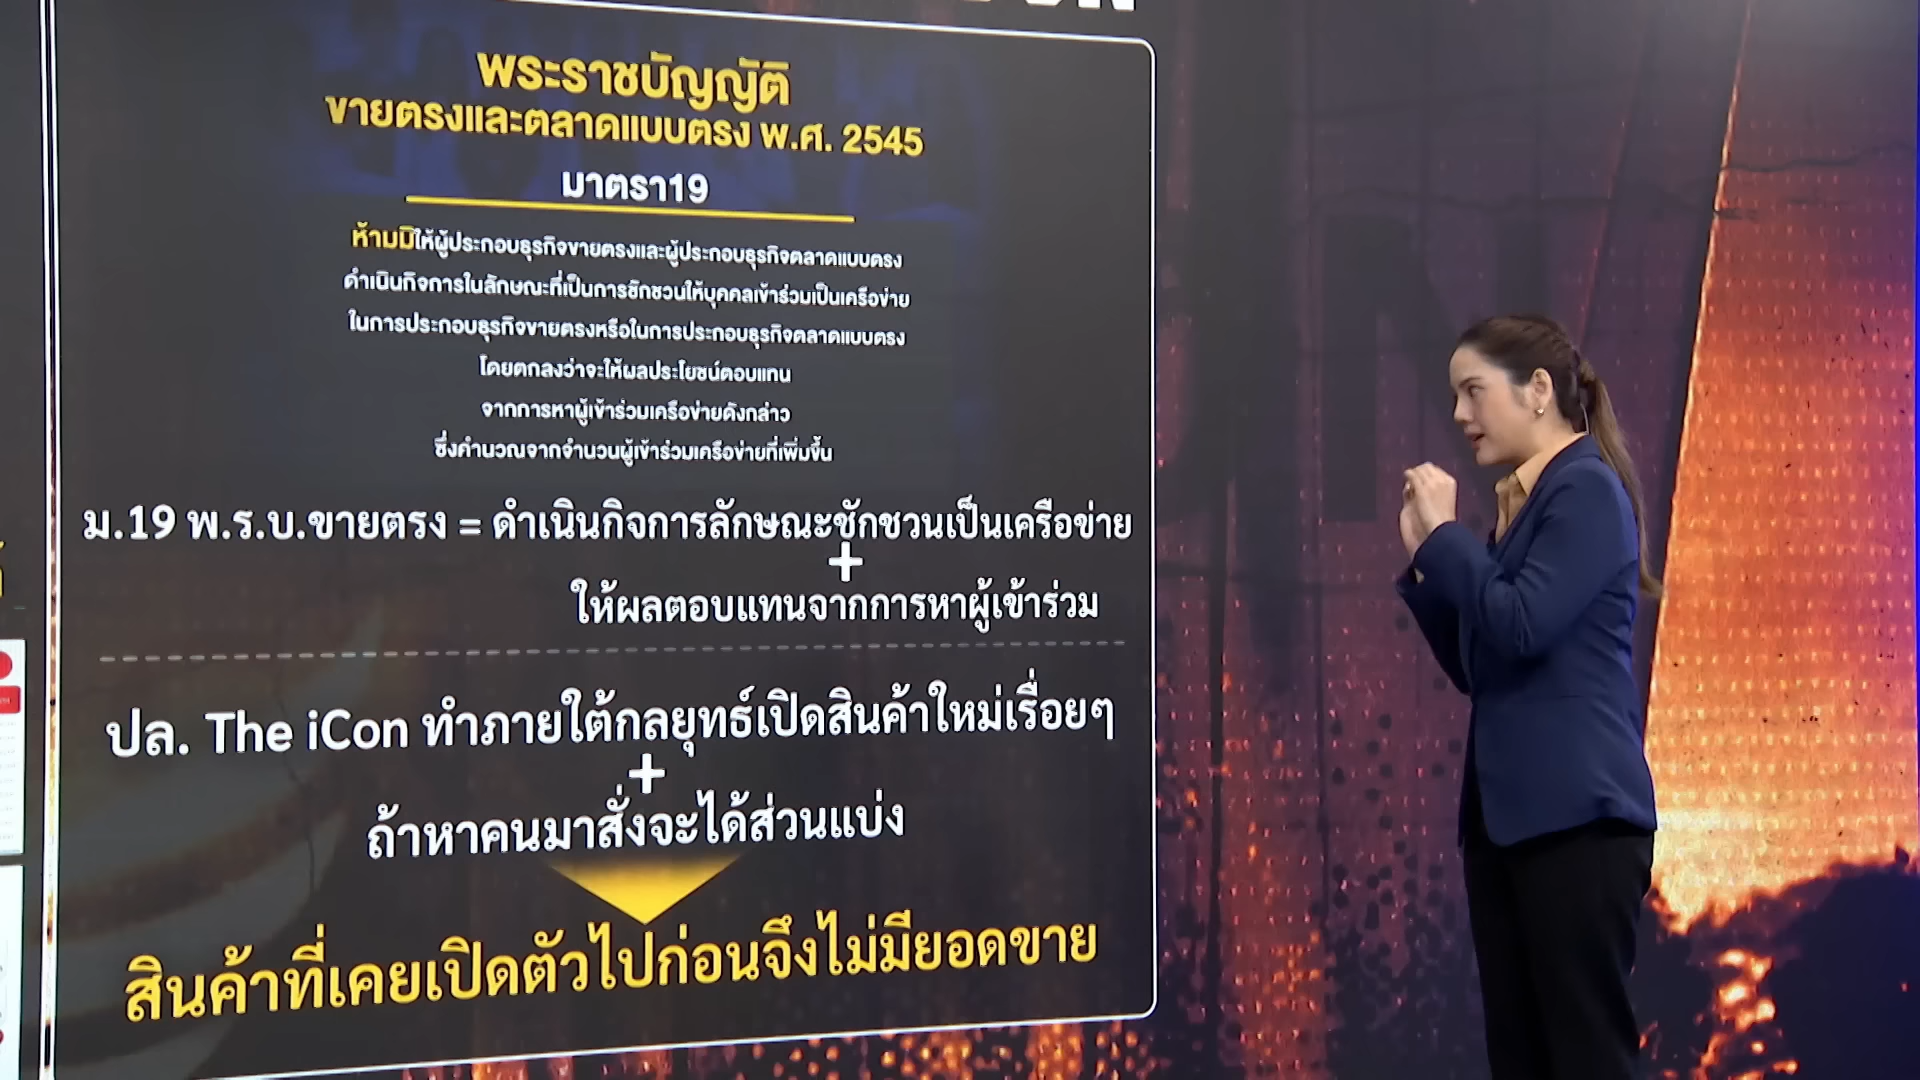 พระราชบัญญัติ
ขายตรงและตลาดแบบตรง พ.ศ. 2545
มาตรา19
ห้ามมิให้ผู้ประกอบธุรกิจขายตรงและผู้ประกอบธุรกิจตลาดแบบตรง
ดำเนินกิจการในลักษณะที่เป็นการชักชวนให้บุคคลเข้าร่วมเป็นเครือข่าย
ในการประกอบธุรกิจขายตรงหรือในการประกอบธุรกิจตลาดแบบตรง
โดยตกลงว่าจะให้ผลประโยชน์ตอบแทน
จากการหาผู้เข้าร่วมเครือข่ายดังกล่าว
ซึ่งคำนวณจากจำนวนผู้เข้าร่วมเครือข่ายที่เพิ่มขึ้น
ม.19 พ.ร.บ.ขายตรง = ดำเนินกิจการลักษณะชักชวนเป็นเครือข่าย
+
ให้ผลตอบแทนจากการหาผู้เข้าร่วม
ปล. The iCon ทำภายใต้กลยุทธ์เปิดสินค้าใหม่เรื่อยๆ
+
ถ้าหาคนมาสั่งจะได้ส่วนแบ่ง
สินค้าที่เคยเปิดตัวไปก่อนจึงไม่มียอดขาย